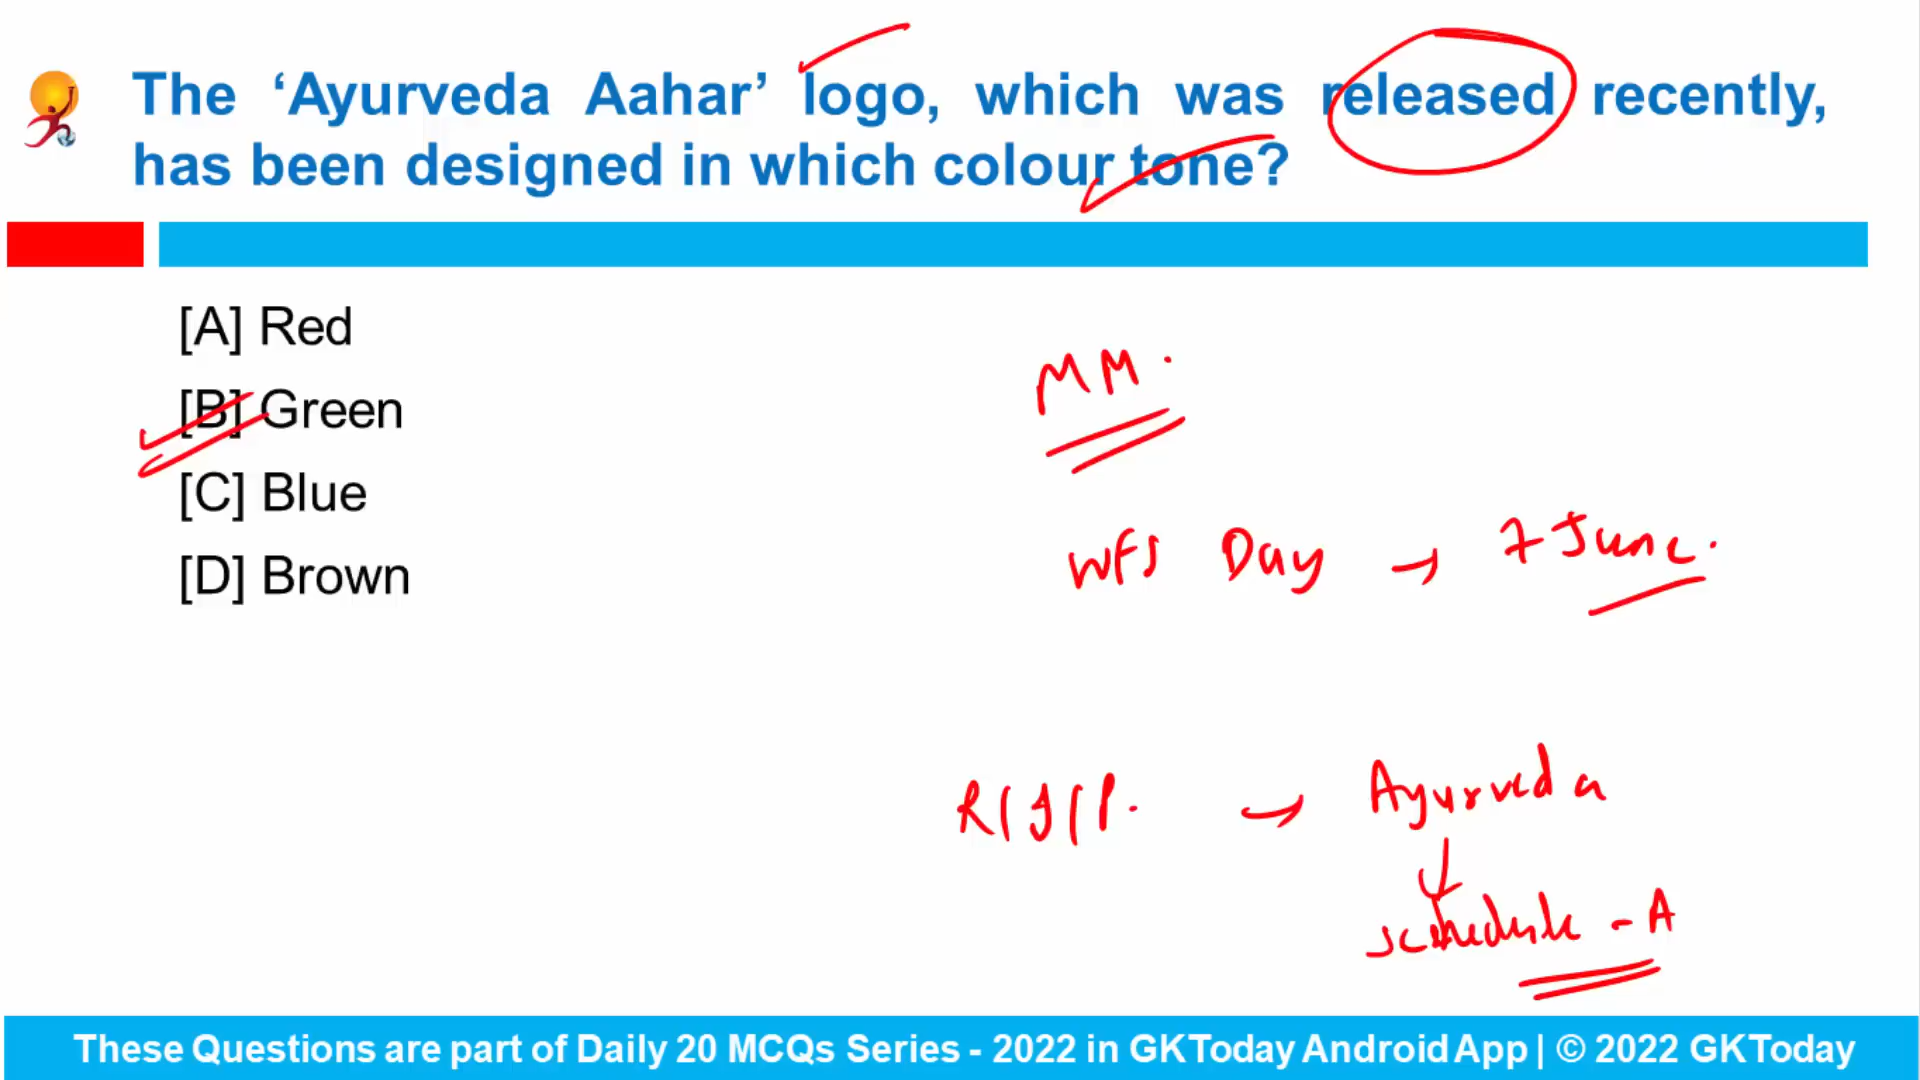 The ‘Ayurveda Aahar’ logo, which was released recently,
has been designed in which colour tone?
[A] Red
[B] Green
[C] Blue
[D] Brown
MM.
WFS Day → 7 June.
R/J/P. → Ayurveda
Schedule - A
These Questions are part of Daily 20 MCQs Series - 2022 in GKToday Android App | © 2022 GKToday